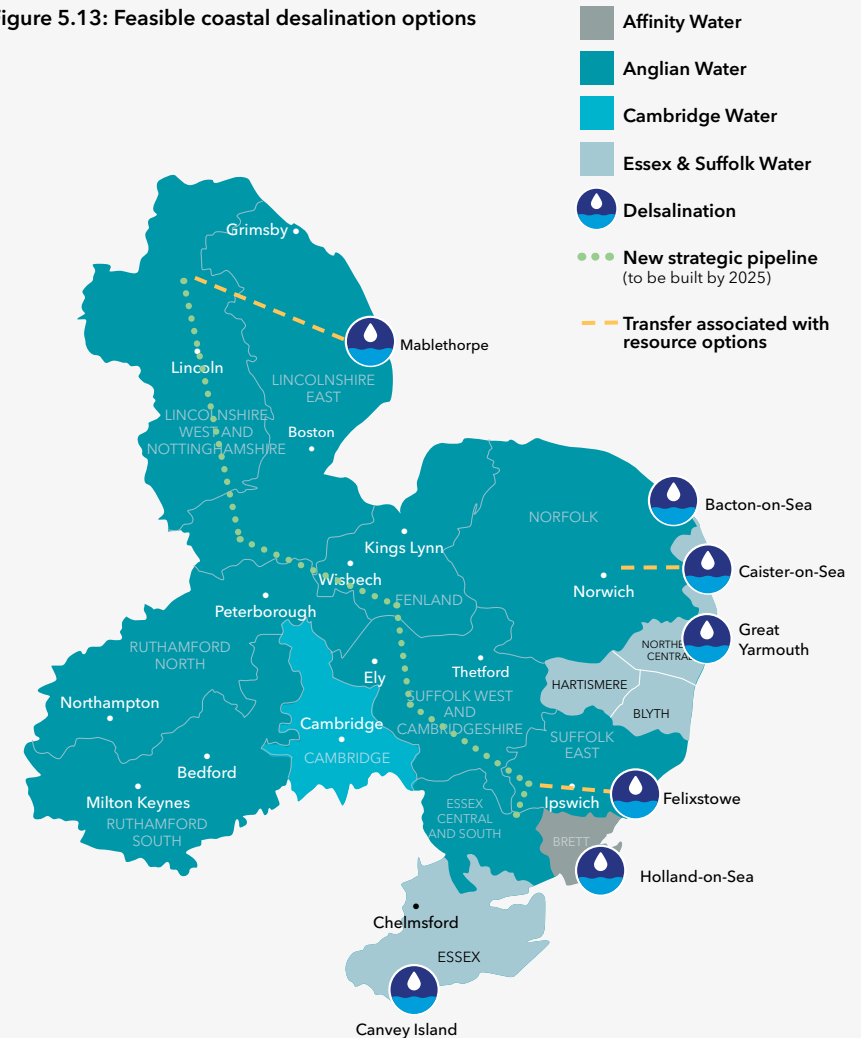 igure 5.13: Feasible coastal desalination options
Affinity Water
Anglian Water
Cambridge Water
Essex & Suffolk Water
Delsalination
New strategic pipeline
(to be built by 2025)
Transfer associated with
resource options
Grimsby
Mablethorpe
Lincoln
LINCOLNSHIRE
EAST
LINCOLNSHIRE
WEST AND
NOTTINGHAMSHIRE
Boston
Bacton-on-Sea
NORFOLK
Kings Lynn
Caister-on-Sea
Wisbech
Norwich
FENLAND
Peterborough
Great
Yarmouth
RUTHAMFORD
NORTH
NORTHE
CENTRAL
Ely
Thetford
HARTISMERE
Northampton
SUFFOLK WEST
AND
CAMBRIDGESHIRE
BLYTH
Cambridge
SUFFOLK
EAST
CAMBRIDGE
Bedford
Milton Keynes
Ipswich
Felixstowe
RUTHAMFORD
SOUTH
ESSEX
CENTRAL
AND SOUTH
BRETT
Holland-on-Sea
Chelmsford
ESSEX
Canvey Island